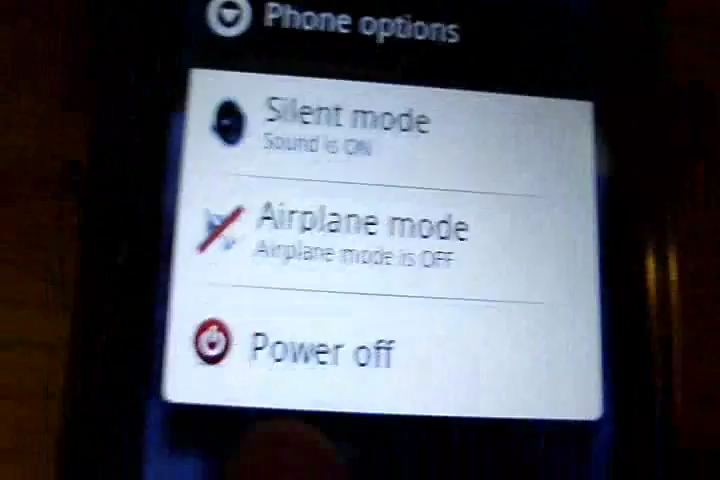 Phone options
Silent mode
Sound is ON
Airplane mode
Airplane mode is OFF
Power off